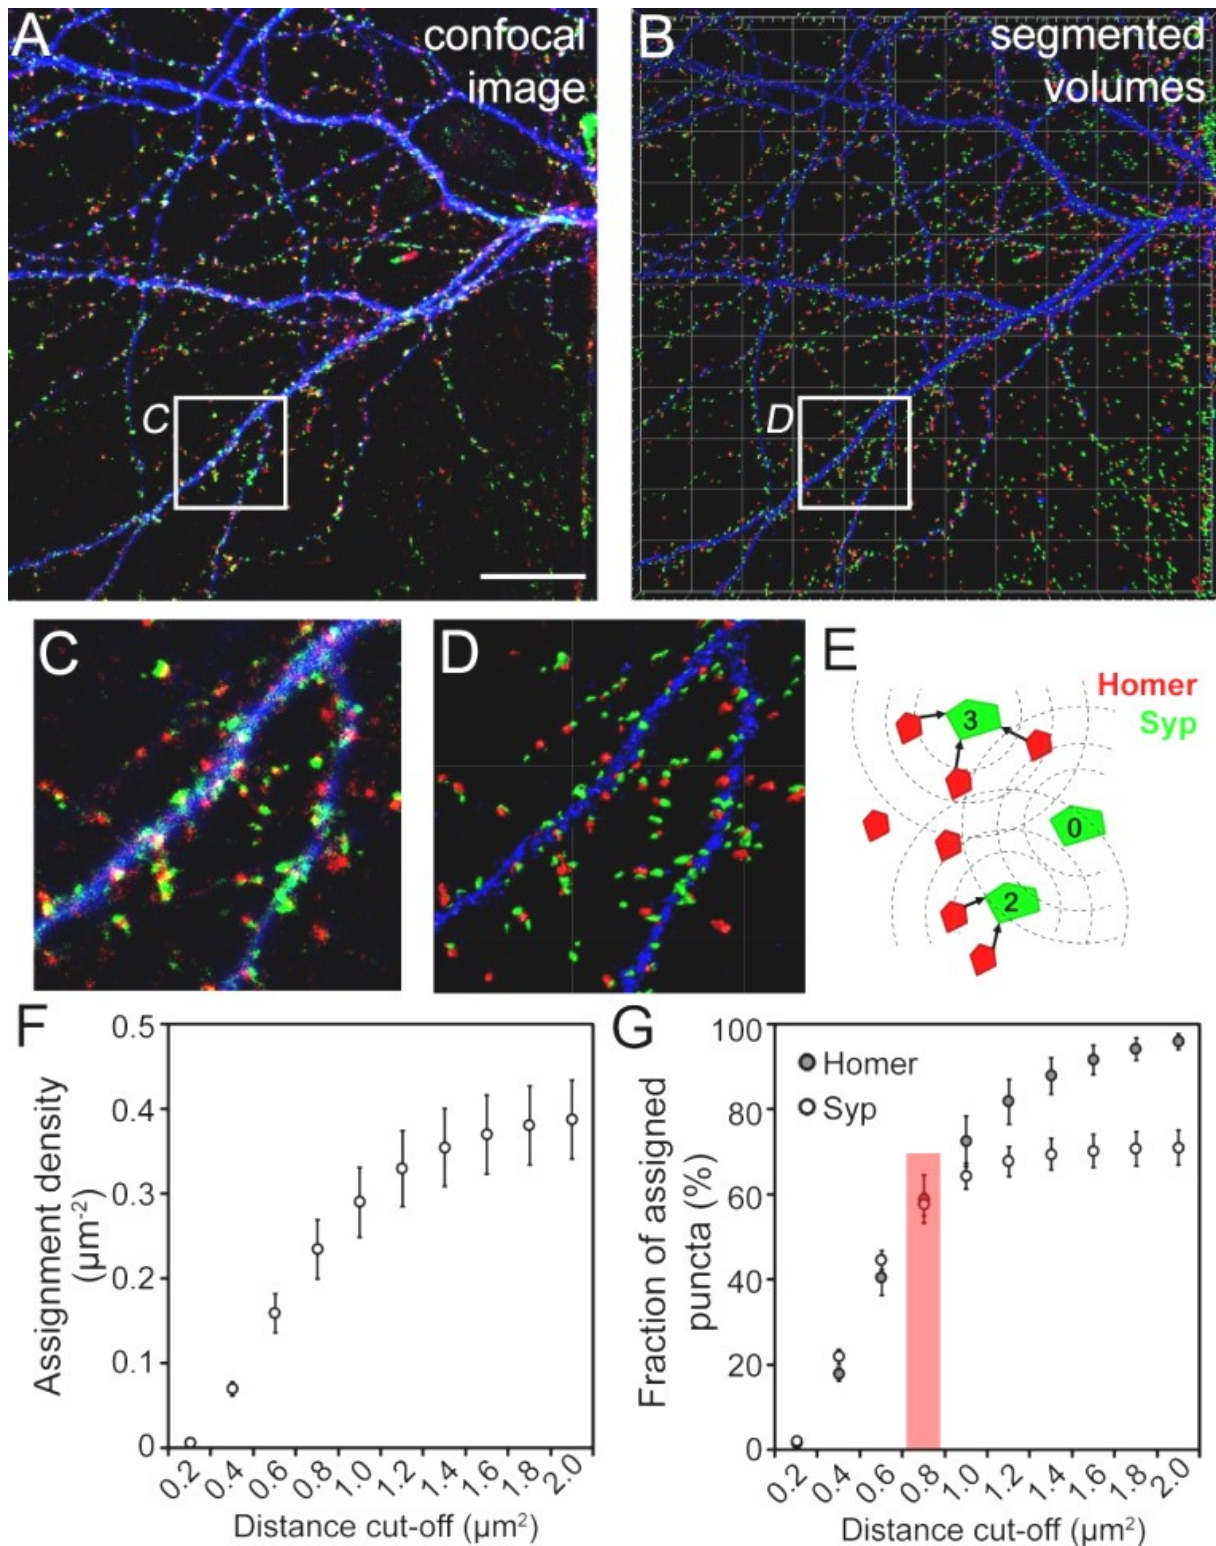 A
confocal
image
C
B
segmented
volumes
D
C
D
E
Homer
Syp
3
0
2
F
0.5
0.4
0.3
0.2
0.1
0
Assignment density
(µm⁻²)
0.2
0.4
0.6
0.8
1.0
1.2
1.4
1.6
1.8
2.0
Distance cut-off (µm²)
G
100
80
60
40
20
0
Homer
Syp
Fraction of assigned
puncta (%)
0.2
0.4
0.6
0.8
1.0
1.2
1.4
1.6
1.8
2.0
Distance cut-off (µm²)